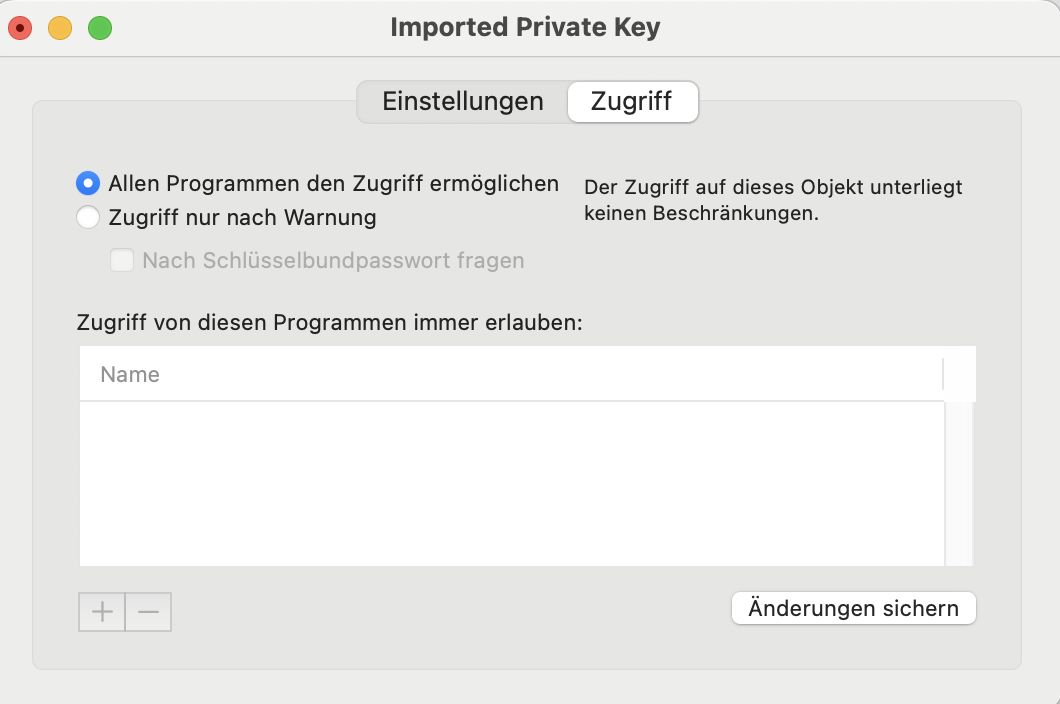 Imported Private Key
Einstellungen
Zugriff
Allen Programmen den Zugriff ermöglichen
Zugriff nur nach Warnung
Nach Schlüsselbundpasswort fragen
Der Zugriff auf dieses Objekt unterliegt
keinen Beschränkungen.
Zugriff von diesen Programmen immer erlauben:
Name
Änderungen sichern